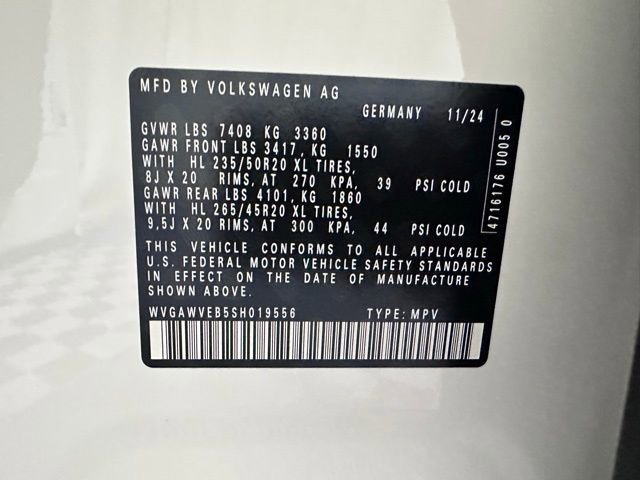 MFD BY VOLKSWAGEN AG
GERMANY 11/24
GVWR LBS 7408 KG 3360
GAWR FRONT LBS 3417, KG 1550
WITH HL 235/50R20 XL TIRES,
8J X 20 RIMS, AT 270 KPA, 39 PSI COLD
GAWR REAR LBS 4101, KG 1860
WITH HL 265/45R20 XL TIRES,
9,5J X 20 RIMS, AT 300 KPA, 44 PSI COLD
THIS VEHICLE CONFORMS TO ALL APPLICABLE
U.S. FEDERAL MOTOR VEHICLE SAFETY STANDARDS
IN EFFECT ON THE DATE OF MANUFACTURE
SHOWN ABOVE
WVGAWVEB5SH019556 TYPE: MPV
4716176 U005 0